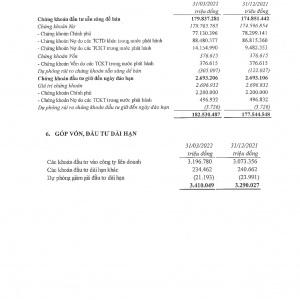 31/03/2022 31/12/2021
triệu đồng triệu đồng
Chứng khoán đầu tư sẵn sàng để bán 179.837.281 174.851.442
Chứng khoán Nợ
- Chứng khoán Chính phủ 77.130.396 78.299.141
- Chứng khoán Nợ do các TCTD khác trong nước phát hành 88.480.377 86.815.360
- Chứng khoán Nợ do các TCKT trong nước phát hành 14.154.990 9.482.353
Chứng khoán Vốn 376.615 376.615
- Chứng khoán Vốn do các TCKT trong nước phát hành 376.615 376.615
Dự phòng rủi ro chứng khoán sẵn sàng để bán (305.097) (122.027)
Chứng khoán đầu tư giữ đến ngày đáo hạn 2.693.206 2.693.106
Giá trị chứng khoán 2.696.932 2.696.832
- Chứng khoán Chính phủ 2.200.000 2.200.000
- Chứng khoán Nợ do các TCKT trong nước phát hành 496.932 496.832
Dự phòng rủi ro chứng khoán đầu tư giữ đến ngày đáo hạn (3.726) (3.726)
182.530.487 177.544.548
6. GÓP VỐN, ĐẦU TƯ DÀI HẠN
31/03/2022 31/12/2021
triệu đồng triệu đồng
Các khoản đầu tư vào công ty liên doanh 3.196.780 3.073.356
Các khoản đầu tư dài hạn khác 234.462 240.662
Dự phòng giảm giá đầu tư dài hạn (21.193) (23.991)
3.410.049 3.290.027